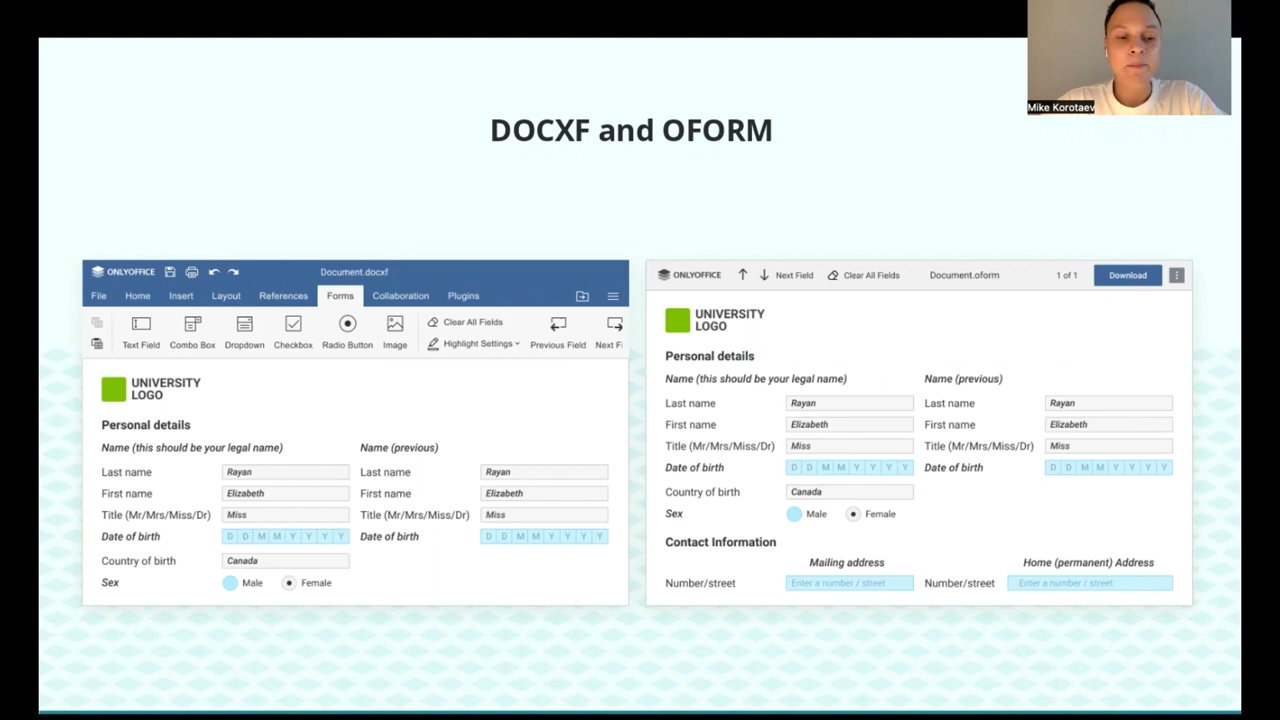 Mike Korotaev
DOCXF and OFORM
ONLYOFFICE Document.docxf
File Home Insert Layout References Forms Collaboration Plugins
Text Field Combo Box Dropdown Checkbox Radio Button Image Clear All Fields Highlight Settings Previous Field Next Fi
UNIVERSITY
LOGO
Personal details
Name (this should be your legal name) Name (previous)
Last name Rayan Last name Rayan
First name Elizabeth First name Elizabeth
Title (Mr/Mrs/Miss/Dr) Miss Title (Mr/Mrs/Miss/Dr) Miss
Date of birth D D M M Y Y Y Y Date of birth D D M M Y Y Y Y
Country of birth Canada
Sex Male Female
ONLYOFFICE Next Field Clear All Fields Document.oform 1 of 1 Download
UNIVERSITY
LOGO
Personal details
Name (this should be your legal name) Name (previous)
Last name Rayan Last name Rayan
First name Elizabeth First name Elizabeth
Title (Mr/Mrs/Miss/Dr) Miss Title (Mr/Mrs/Miss/Dr) Miss
Date of birth D D M M Y Y Y Y Date of birth D D M M Y Y Y Y
Country of birth Canada
Sex Male Female
Contact Information
Mailing address Home (permanent) Address
Number/street Enter a number / street Number/street Enter a number / street